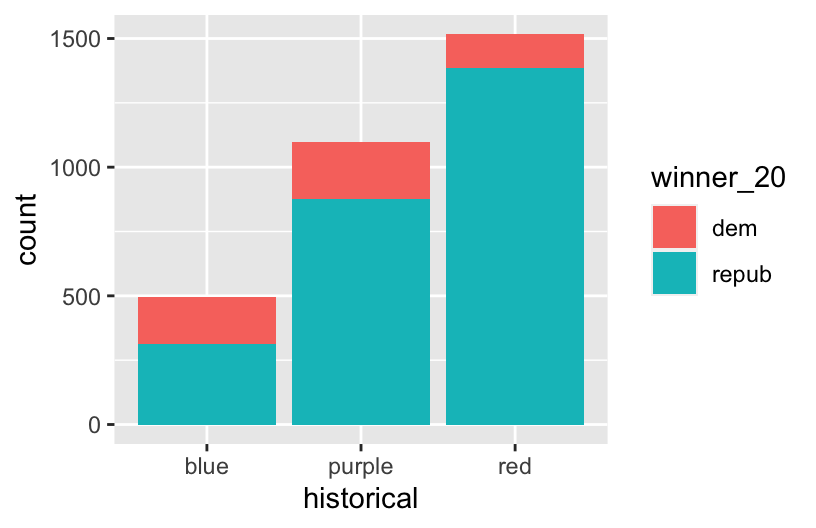 1500
1000
500
0
count
blue purple red
historical
winner_20
dem
repub